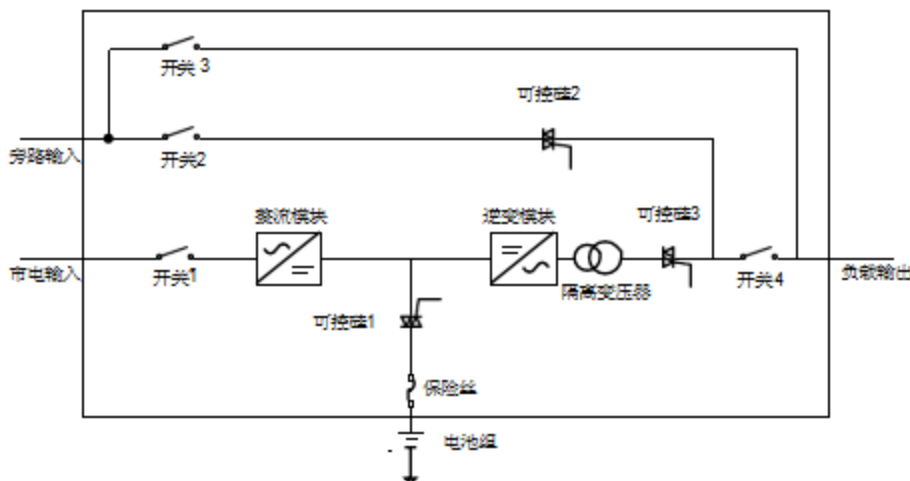 开关 3
可控硅2
旁路输入
开关2
整流模块
逆变模块
可控硅3
市电输入
开关1
隔离变压器
开关4
负载输出
可控硅1
保险丝
电池组